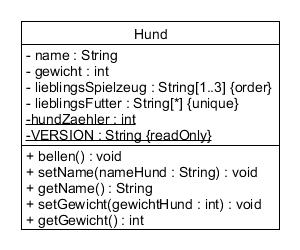 Hund
- name : String
- gewicht : int
- lieblingsSpielzeug : String[1..3] {order}
- lieblingsFutter : String[*] {unique}
-hundZaehler : int
-VERSION : String {readOnly}
+ bellen() : void
+ setName(nameHund : String) : void
+ getName() : String
+ setGewicht(gewichtHund : int) : void
+ getGewicht() : int